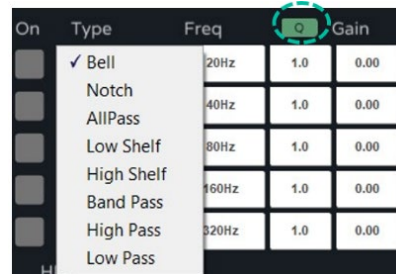 On Type Freq Q Gain
✓ Bell 20Hz 1.0 0.00
Notch
AllPass 40Hz 1.0 0.00
Low Shelf 80Hz 1.0 0.00
High Shelf
Band Pass 160Hz 1.0 0.00
High Pass 320Hz 1.0 0.00
Low Pass